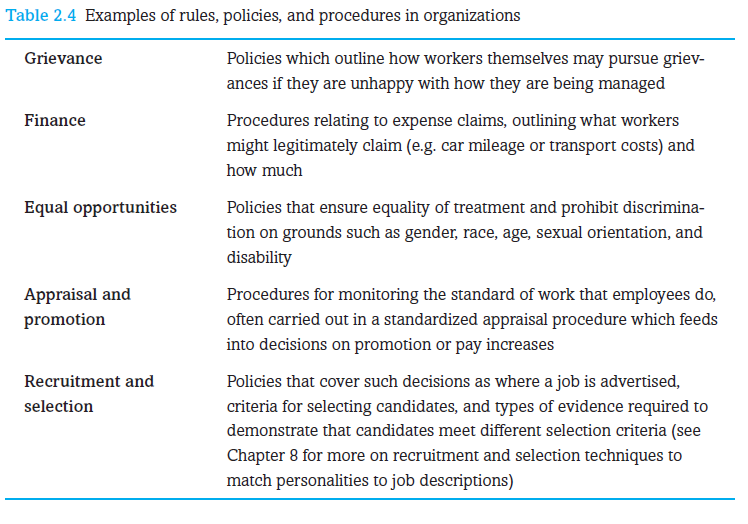 Table 2.4 Examples of rules, policies, and procedures in organizations
Grievance
Policies which outline how workers themselves may pursue griev-
ances if they are unhappy with how they are being managed
Finance
Procedures relating to expense claims, outlining what workers
might legitimately claim (e.g. car mileage or transport costs) and
how much
Equal opportunities
Policies that ensure equality of treatment and prohibit discrimina-
tion on grounds such as gender, race, age, sexual orientation, and
disability
Appraisal and
promotion
Procedures for monitoring the standard of work that employees do,
often carried out in a standardized appraisal procedure which feeds
into decisions on promotion or pay increases
Recruitment and
selection
Policies that cover such decisions as where a job is advertised,
criteria for selecting candidates, and types of evidence required to
demonstrate that candidates meet different selection criteria (see
Chapter 8 for more on recruitment and selection techniques to
match personalities to job descriptions)